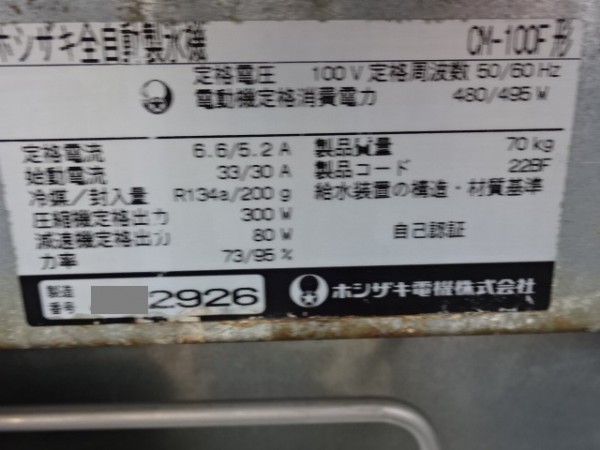 ホシザキ全自動製水機 CM-100F形
定格電圧 100V 定格周波数 50/60Hz
電動機定格消費電力 480/495W
定格電流 6.6/5.2A 製品質量 70kg
始動電流 33/30A 製品コード 22BF
冷媒/封入量 R134a/200g 給水装置の構造・材質基準
圧縮機定格出力 300W
減速機定格出力 80W 自己認証
力率 73/95%
製造番号 2926 ホシザキ電機株式会社